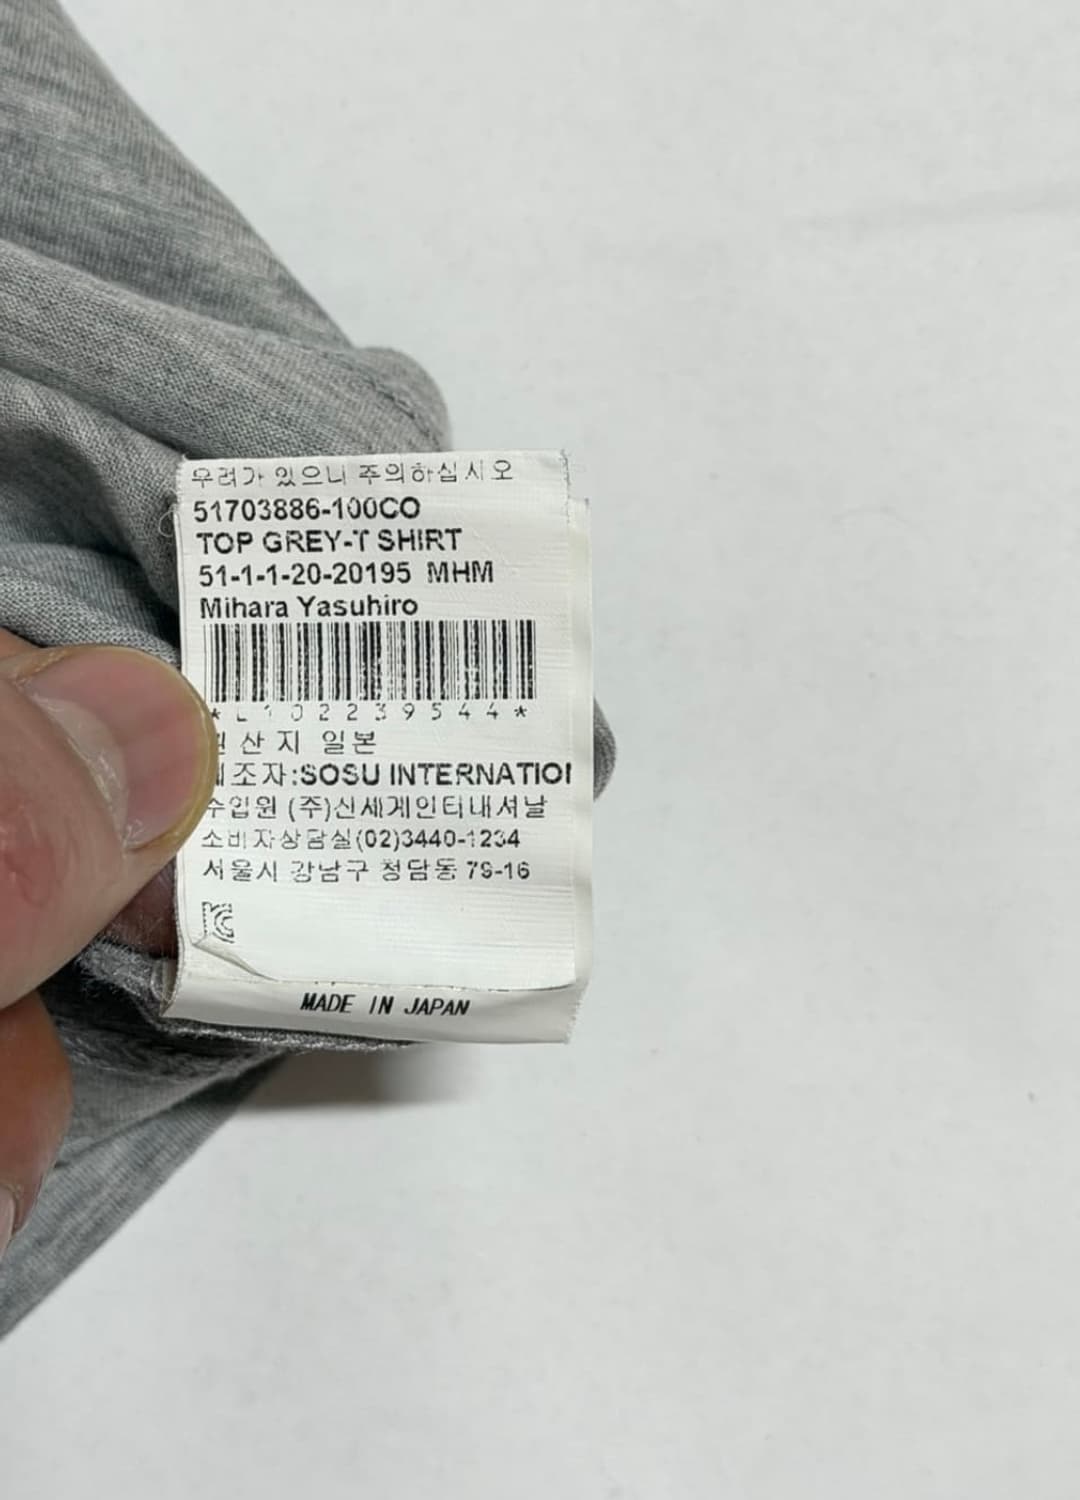 우려가 있으니 주의하십시오
51703886-100CO
TOP GREY-T SHIRT
51-1-1-20-20195 MHM
Mihara Yasuhiro
02239544*
산지 일본
조자:SOSU INTERNATIO
수입원 (주)신세계인터내셔날
소비자상담실(02)3440-1234
서울시 강남구 청담동 79-16
MADE IN JAPAN